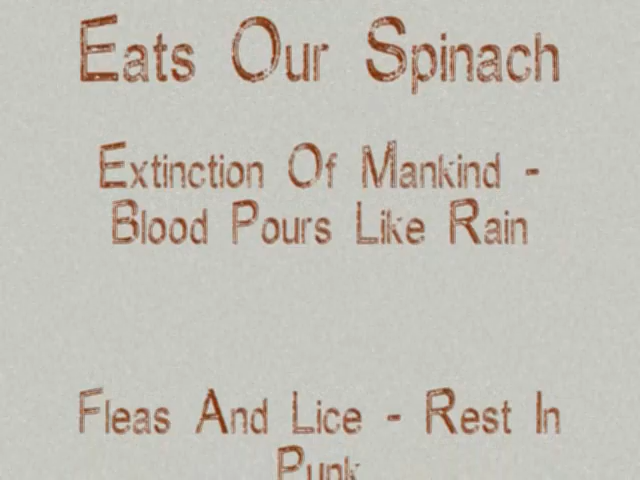 Eats Our Spinach
Extinction Of Mankind -
Blood Pours Like Rain
Fleas And Lice - Rest In
Punk